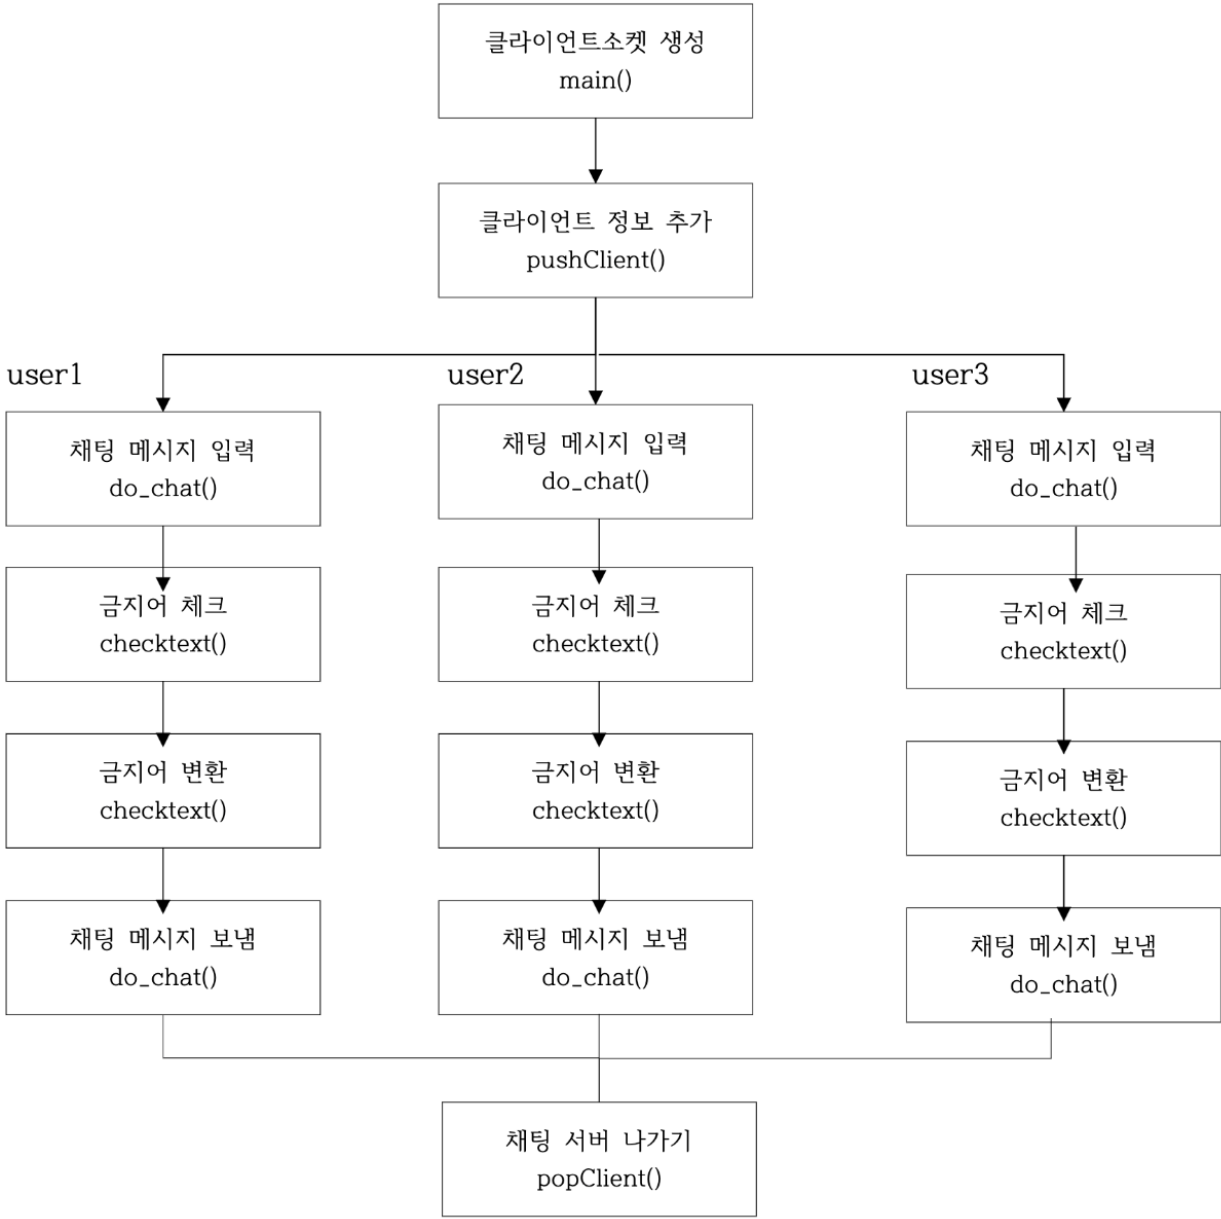 클라이언트소켓 생성
main()
클라이언트 정보 추가
pushClient()
user1
채팅 메시지 입력
do_chat()
금지어 체크
checktext()
금지어 변환
checktext()
채팅 메시지 보냄
do_chat()
user2
채팅 메시지 입력
do_chat()
금지어 체크
checktext()
금지어 변환
checktext()
채팅 메시지 보냄
do_chat()
user3
채팅 메시지 입력
do_chat()
금지어 체크
checktext()
금지어 변환
checktext()
채팅 메시지 보냄
do_chat()
채팅 서버 나가기
popClient()